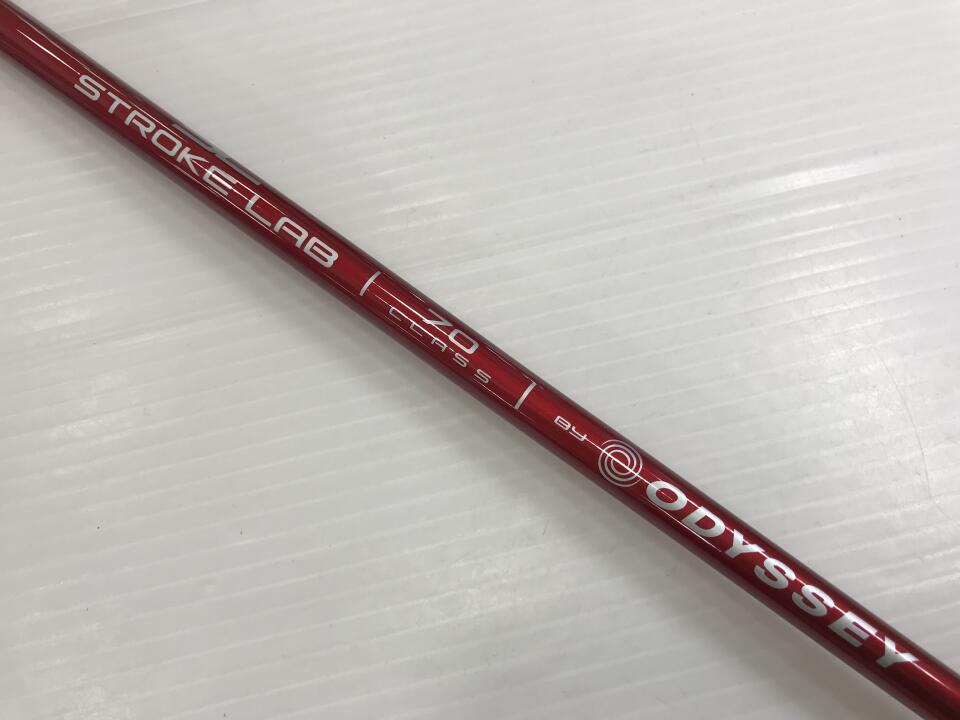 STROKE LAB
70
CLASS
BY ODYSSEY